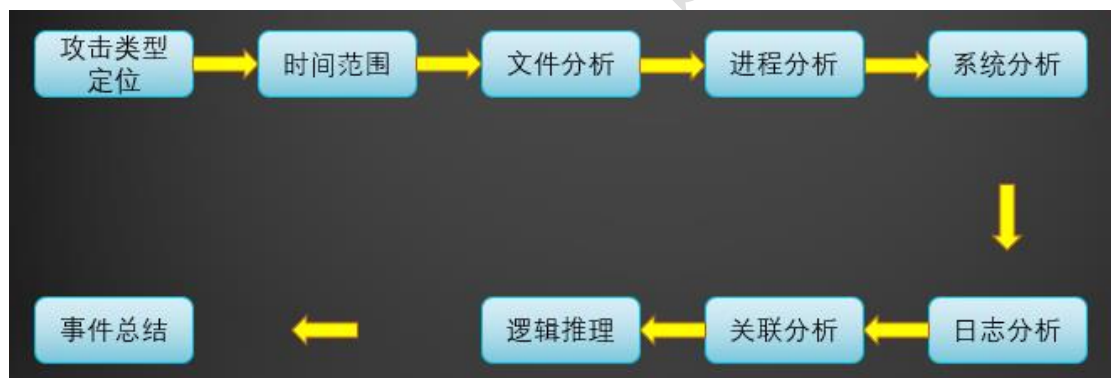 攻击类型
定位
时间范围
文件分析
进程分析
系统分析
日志分析
关联分析
逻辑推理
事件总结